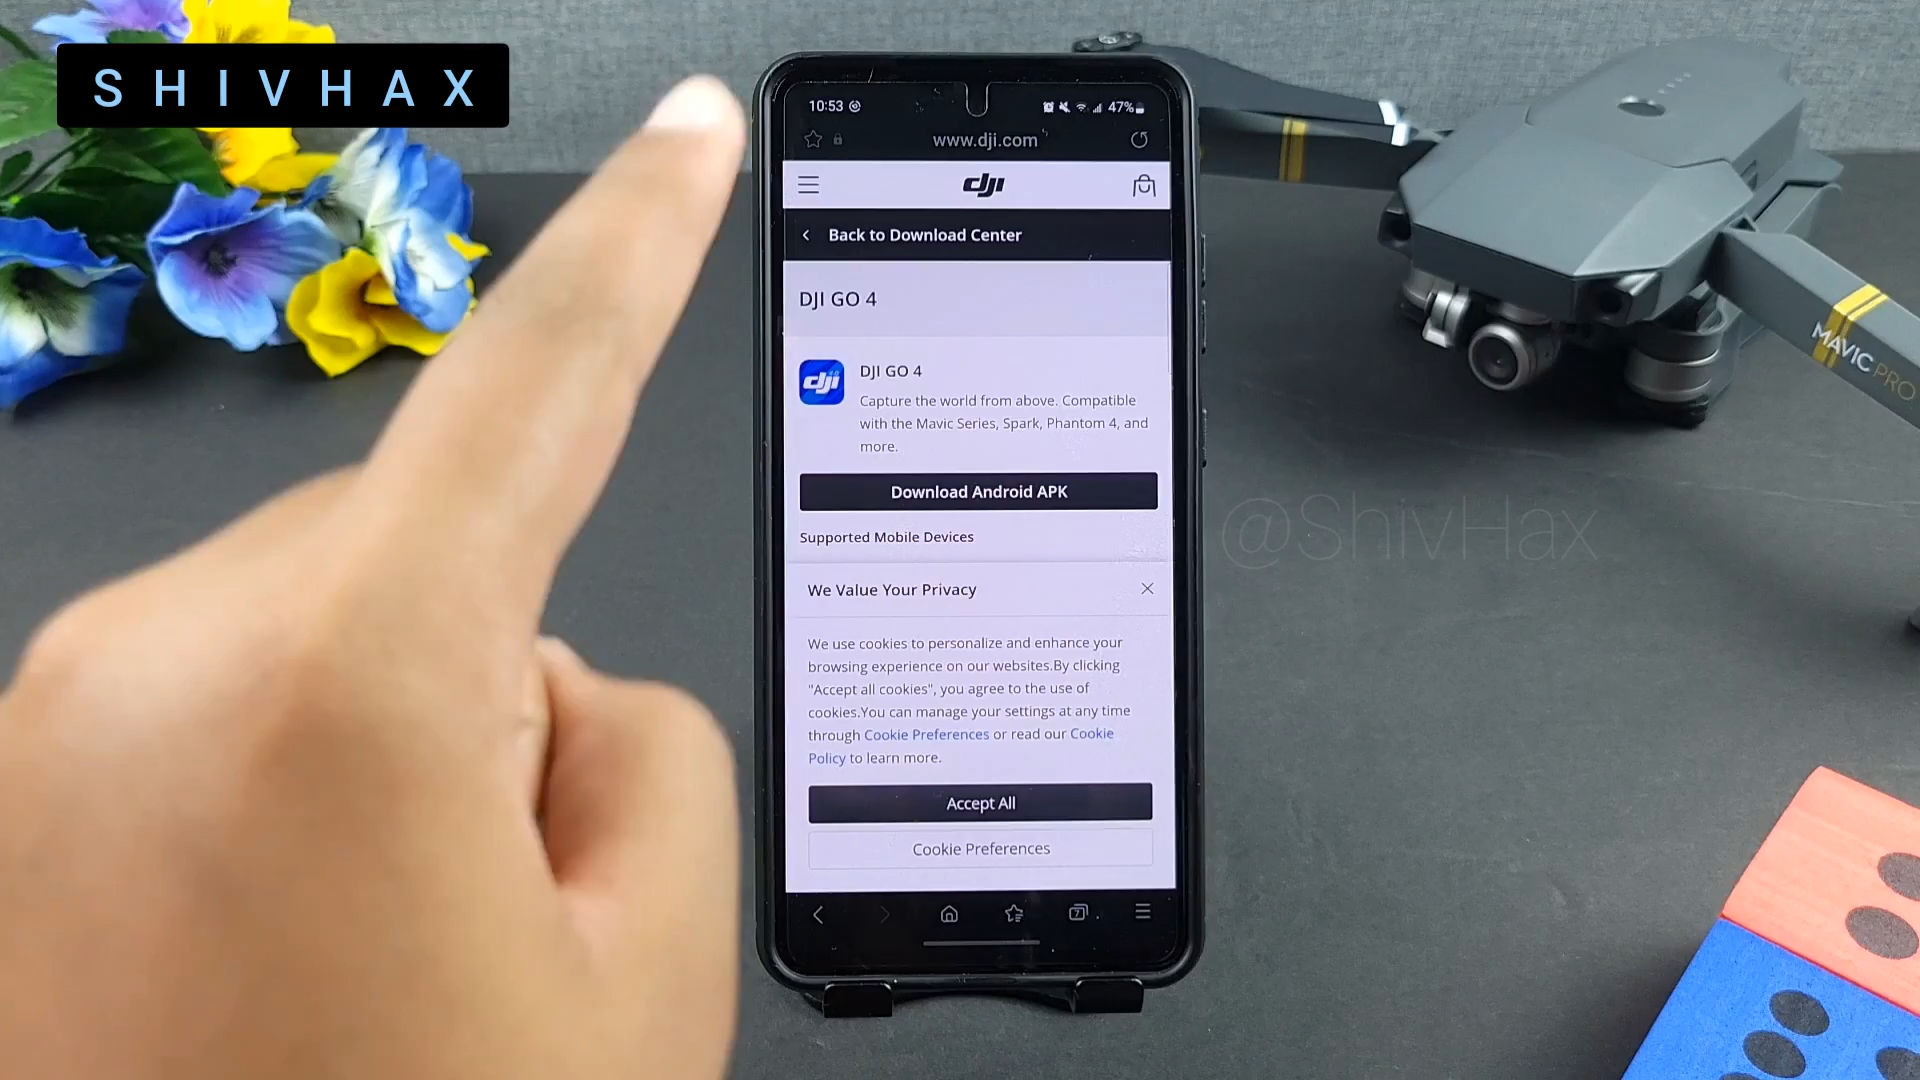 SHIVHAX
10:53
47%
www.dji.com
dji
Back to Download Center
DJI GO 4
dji
DJI GO 4
Capture the world from above. Compatible
with the Mavic Series, Spark, Phantom 4, and
more.
Download Android APK
Supported Mobile Devices
We Value Your Privacy
We use cookies to personalize and enhance your
browsing experience on our websites.By clicking
"Accept all cookies", you agree to the use of
cookies.You can manage your settings at any time
through Cookie Preferences or read our Cookie
Policy to learn more.
Accept All
Cookie Preferences
7
MAVIC PRO
@ShivHax